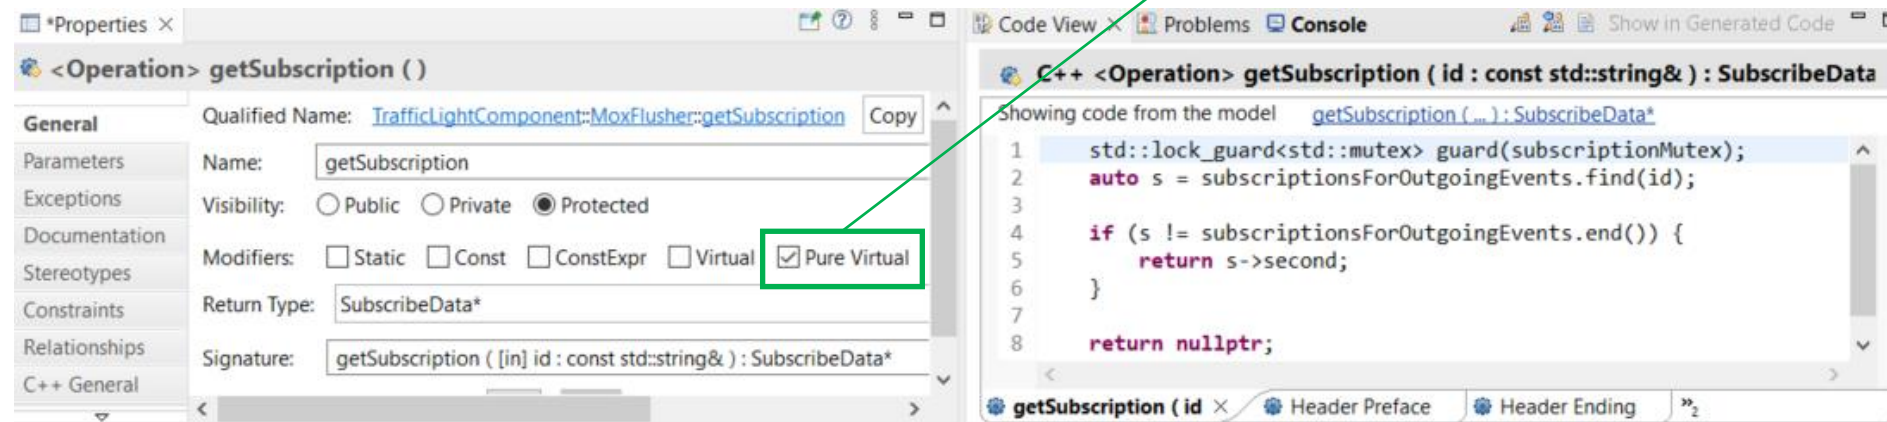 *Properties
<Operation> getSubscription ( )
General
Parameters
Exceptions
Documentation
Stereotypes
Constraints
Relationships
C++ General
Qualified Name: TrafficLightComponent::MoxFlusher::getSubscription Copy
Name: getSubscription
Visibility: Public Private Protected
Modifiers: Static Const ConstExpr Virtual Pure Virtual
Return Type: SubscribeData*
Signature: getSubscription ( [in] id : const std::string& ) : SubscribeData*
Code View Problems Console Show in Generated Code
C++ <Operation> getSubscription ( id : const std::string& ) : SubscribeData
Showing code from the model getSubscription ( ... ) : SubscribeData*
1 std::lock_guard<std::mutex> guard(subscriptionMutex);
2 auto s = subscriptionsForOutgoingEvents.find(id);
3
4 if (s != subscriptionsForOutgoingEvents.end()) {
5 return s->second;
6 }
7
8 return nullptr;
getSubscription ( id Header Preface Header Ending »2